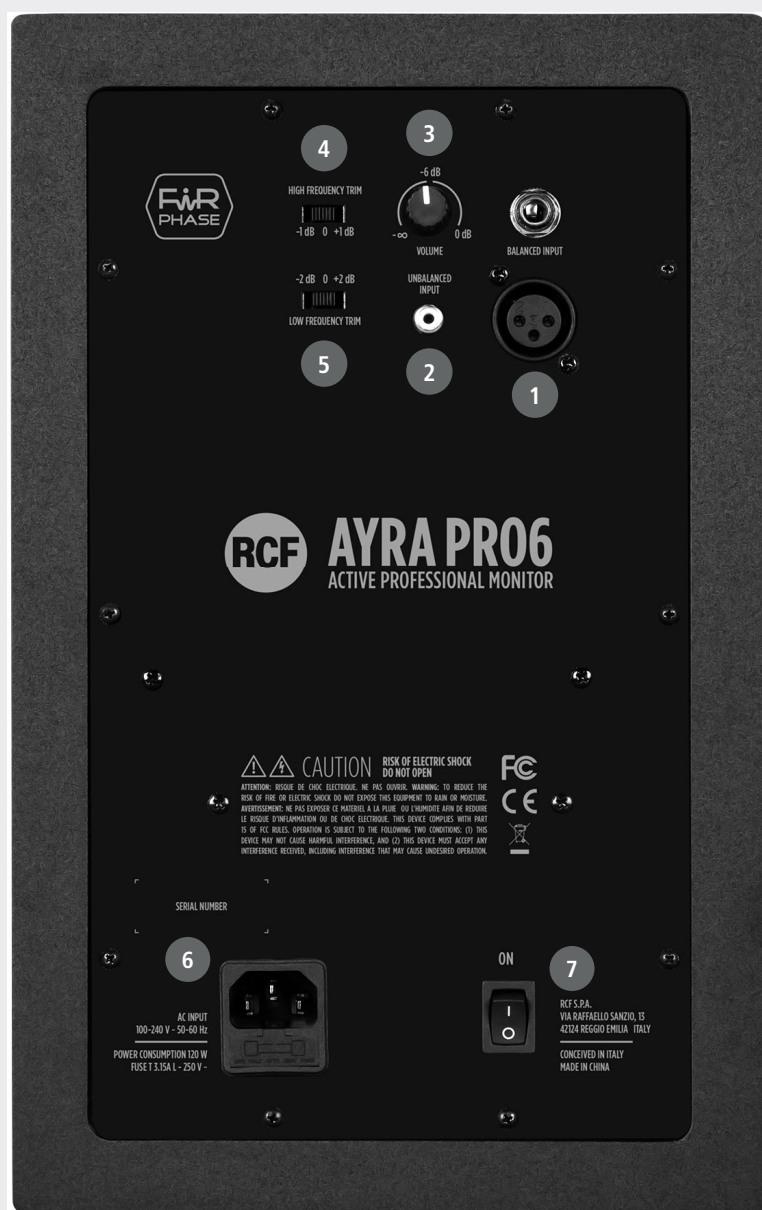 3
4
-6 dB
HIGH FREQUENCY TRIM
FiR
PHASE
-1 dB 0 +1 dB
-∞ 0 dB
VOLUME
BALANCED INPUT
-2 dB 0 +2 dB
UNBALANCED
INPUT
LOW FREQUENCY TRIM
5
2
1
RCF
AYRA PRO6
ACTIVE PROFESSIONAL MONITOR
CAUTION
RISK OF ELECTRIC SHOCK
DO NOT OPEN
ATTENTION: RISQUE DE CHOC ELECTRIQUE. NE PAS OUVRIR. WARNING: TO REDUCE THE
RISK OF FIRE OR ELECTRIC SHOCK DO NOT EXPOSE THIS EQUIPMENT TO RAIN OR MOISTURE.
AVERTISSEMENT: NE PAS EXPOSER CE MATERIEL A LA PLUIE OU L'HUMIDITE AFIN DE REDUIRE
LE RISQUE D'INFLAMMATION OU DE CHOC ELECTRIQUE. THIS DEVICE COMPLIES WITH PART
15 OF FCC RULES. OPERATION IS SUBJECT TO THE FOLLOWING TWO CONDITIONS: (1) THIS
DEVICE MAY NOT CAUSE HARMFUL INTERFERENCE, AND (2) THIS DEVICE MUST ACCEPT ANY
INTERFERENCE RECEIVED, INCLUDING INTERFERENCE THAT MAY CAUSE UNDESIRED OPERATION.
FC
CE
SERIAL NUMBER
6
ON
7
AC INPUT
100-240 V ~ 50-60 Hz
POWER CONSUMPTION 120 W
FUSE T 3.15A L - 250 V ~
I
O
RCF S.P.A.
VIA RAFFAELLO SANZIO, 13
42124 REGGIO EMILIA ITALY
CONCEIVED IN ITALY
MADE IN CHINA